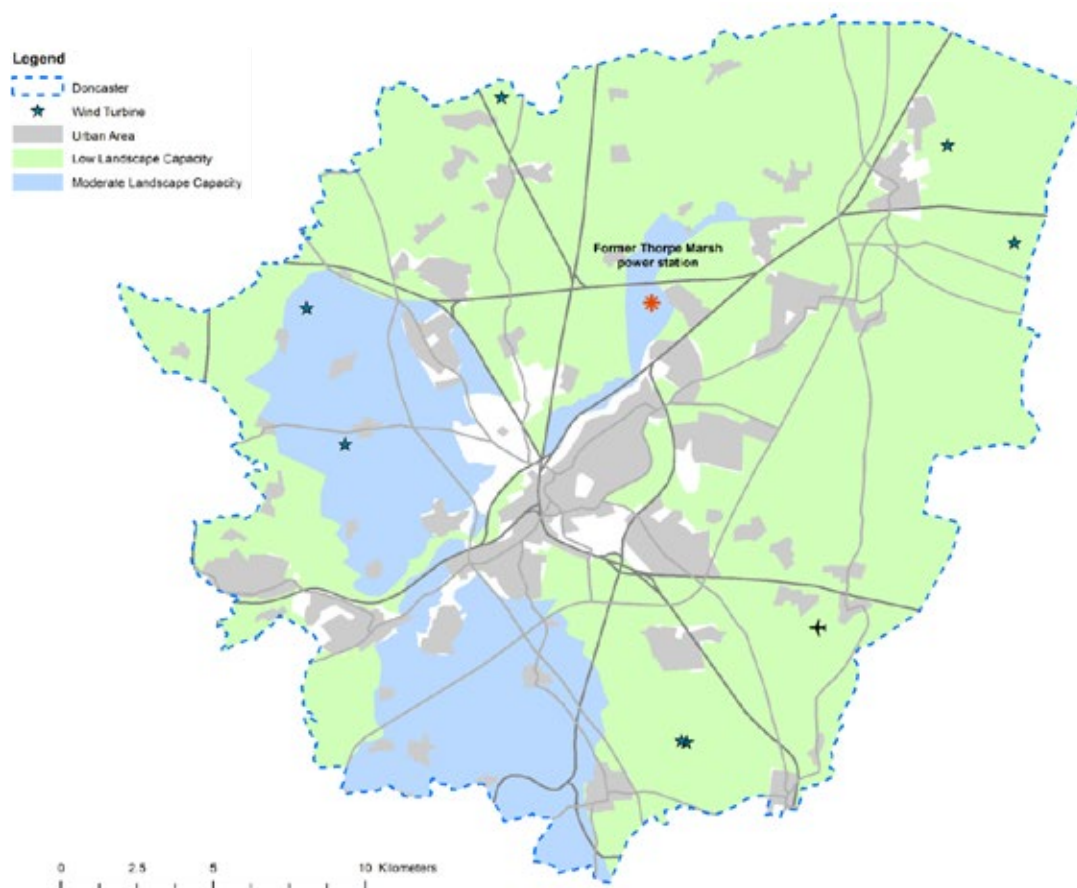 Legend
Doncaster
Wind Turbine
Urban Area
Low Landscape Capacity
Moderate Landscape Capacity
Former Thorpe Marsh
power station
0 2.5 5 10 Kilometers